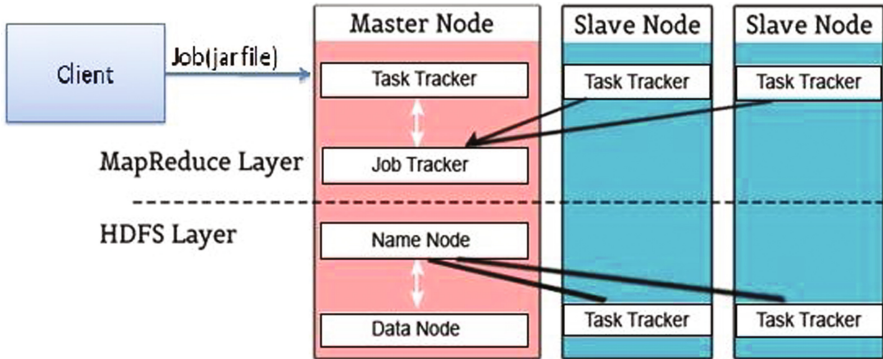 Master Node
Slave Node
Slave Node
Client
Job(jar file)
Task Tracker
Task Tracker
Task Tracker
MapReduce Layer
Job Tracker
HDFS Layer
Name Node
Data Node
Task Tracker
Task Tracker